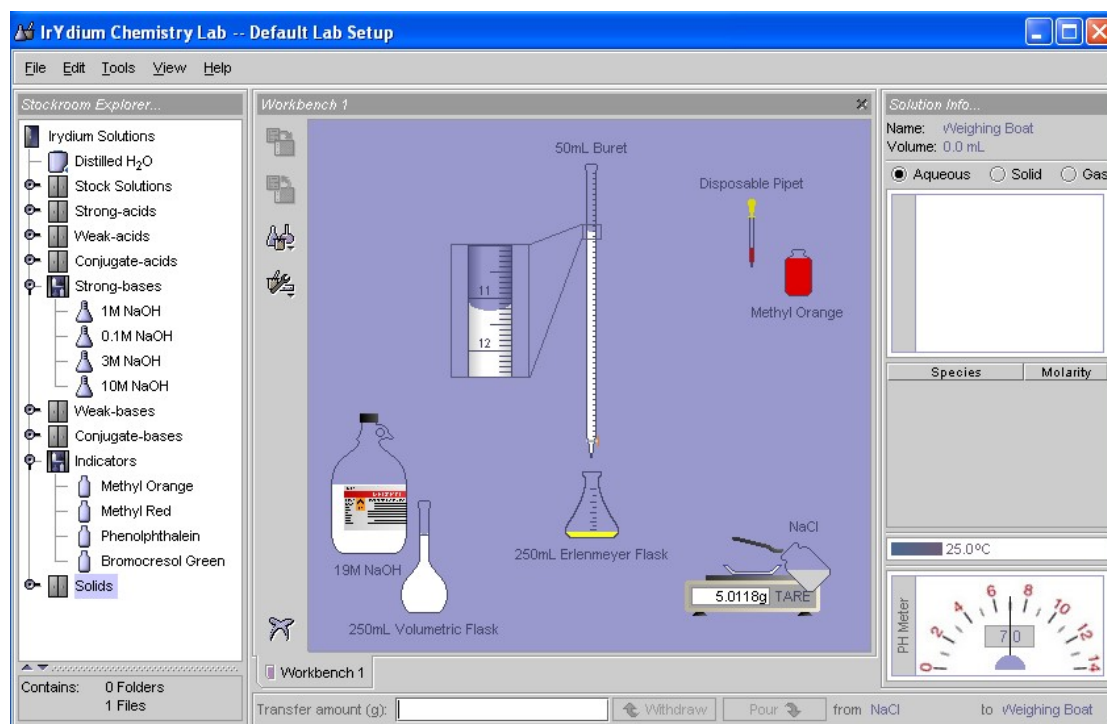 IrYdium Chemistry Lab -- Default Lab Setup
File Edit Tools View Help
Stockroom Explorer...
Irydium Solutions
Distilled H₂O
Stock Solutions
Strong-acids
Weak-acids
Conjugate-acids
Strong-bases
1M NaOH
0.1M NaOH
3M NaOH
10M NaOH
Weak-bases
Conjugate-bases
Indicators
Methyl Orange
Methyl Red
Phenolphthalein
Bromocresol Green
Solids
Contains: 0 Folders
1 Files
Workbench 1
50mL Buret
Disposable Pipet
11
12
Methyl Orange
19M NaOH
250mL Volumetric Flask
250mL Erlenmeyer Flask
NaCl
5.0118g TARE
Workbench 1
Transfer amount (g): Withdraw Pour from NaCl to Weighing Boat
Solution Info...
Name: Weighing Boat
Volume: 0.0 mL
Aqueous Solid Gas
Species Molarity
25.0ºC
PH Meter
0 2 4 6 8 10 12 14
7.0